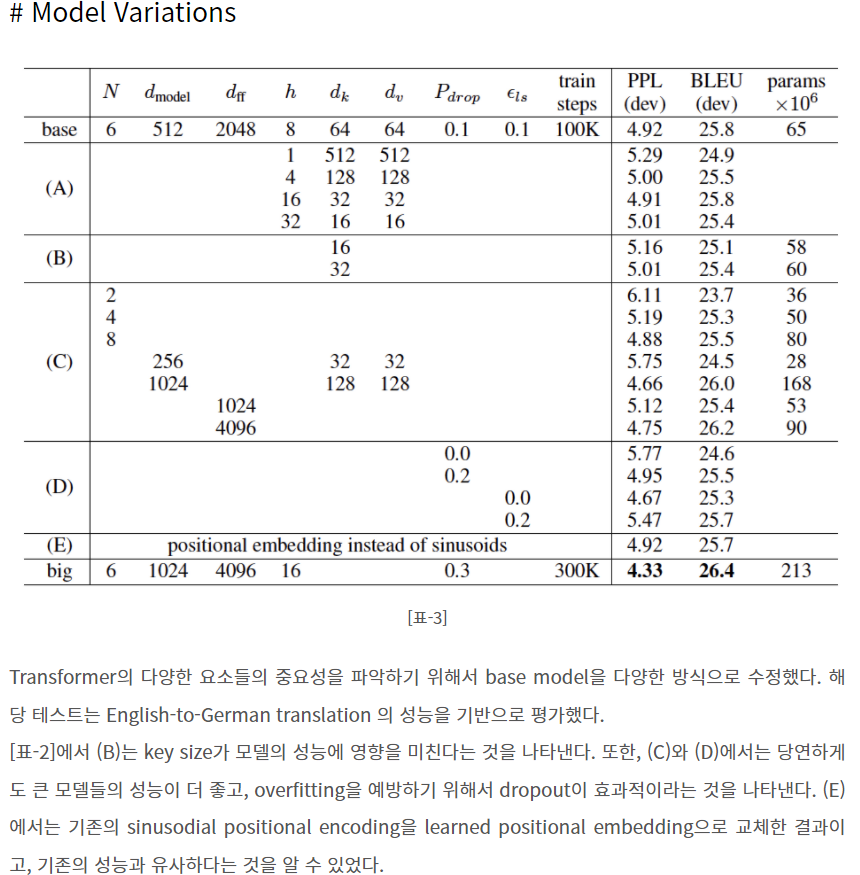 # Model Variations
N d_model d_ff h d_k d_v P_drop ϵ_ls train steps PPL (dev) BLEU (dev) params ×10⁶
base 6 512 2048 8 64 64 0.1 0.1 100K 4.92 25.8 65
(A)
1 512 512 5.29 24.9
4 128 128 5.00 25.5
16 32 32 4.91 25.8
32 16 16 5.01 25.4
(B)
16 5.16 25.1 58
32 5.01 25.4 60
(C)
2 6.11 23.7 36
4 5.19 25.3 50
8 4.88 25.5 80
256 32 32 5.75 24.5 28
1024 128 128 4.66 26.0 168
1024 5.12 25.4 53
4096 4.75 26.2 90
(D)
0.0 5.77 24.6
0.2 4.95 25.5
0.0 4.67 25.3
0.2 5.47 25.7
(E) positional embedding instead of sinusoids 4.92 25.7
big 6 1024 4096 16 0.3 300K 4.33 26.4 213
[표-3]
Transformer의 다양한 요소들의 중요성을 파악하기 위해서 base model을 다양한 방식으로 수정했다. 해
당 테스트는 English-to-German translation 의 성능을 기반으로 평가했다.
[표-2]에서 (B)는 key size가 모델의 성능에 영향을 미친다는 것을 나타낸다. 또한, (C)와 (D)에서는 당연하게
도 큰 모델들의 성능이 더 좋고, overfitting을 예방하기 위해서 dropout이 효과적이라는 것을 나타낸다. (E)
에서는 기존의 sinusodial positional encoding을 learned positional embedding으로 교체한 결과이
고, 기존의 성능과 유사하다는 것을 알 수 있었다.